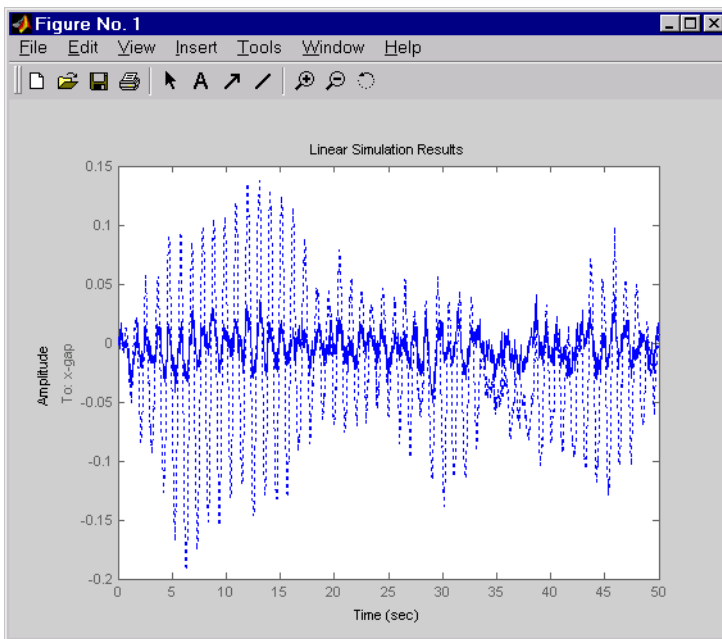 Figure No. 1
File Edit View Insert Tools Window Help
A
Linear Simulation Results
Amplitude
To: x-gap
0.15
0.1
0.05
0
-0.05
-0.1
-0.15
-0.2
0 5 10 15 20 25 30 35 40 45 50
Time (sec)